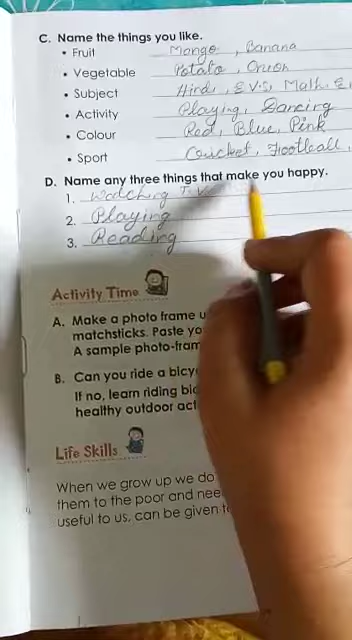 C. Name the things you like.
• Fruit Mango, Banana
• Vegetable Potato, Onion
• Subject Hindi, E.V.S, Math, E
• Activity Playing, Dancing
• Colour Red, Blue, Pink
• Sport Cricket, Football,
D. Name any three things that make you happy.
1. Watching T.V
2. Playing
3. Reading
Activity Time
A. Make a photo frame u
matchsticks. Paste yo
A sample photo-fram
B. Can you ride a bicy
If no, learn riding bic
healthy outdoor act
Life Skills
When we grow up we do
them to the poor and nee
useful to us, can be given t